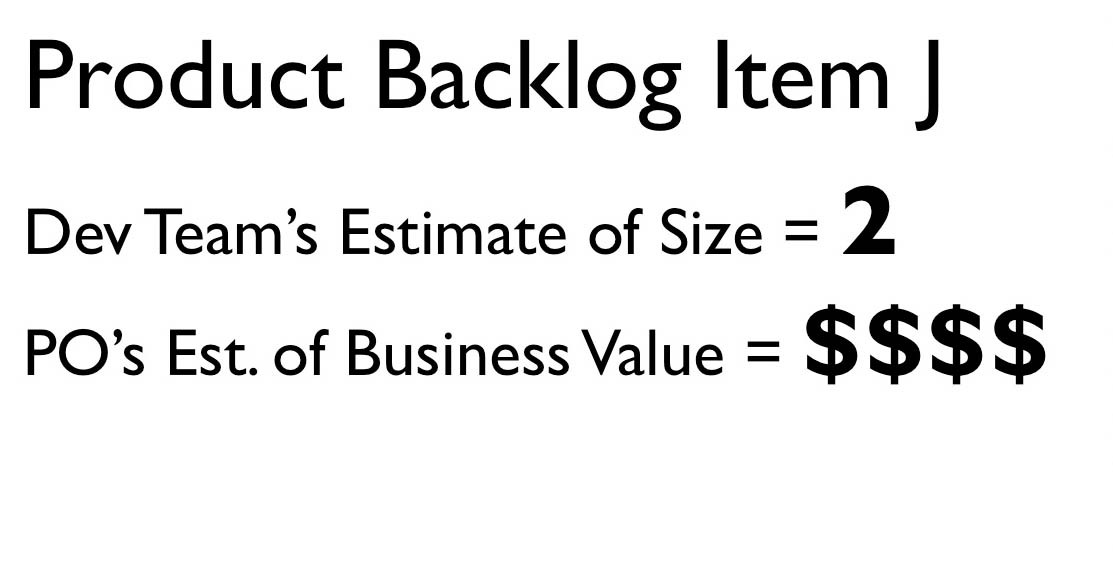 Product Backlog Item J
Dev Team’s Estimate of Size = 2
PO’s Est. of Business Value = $$$$